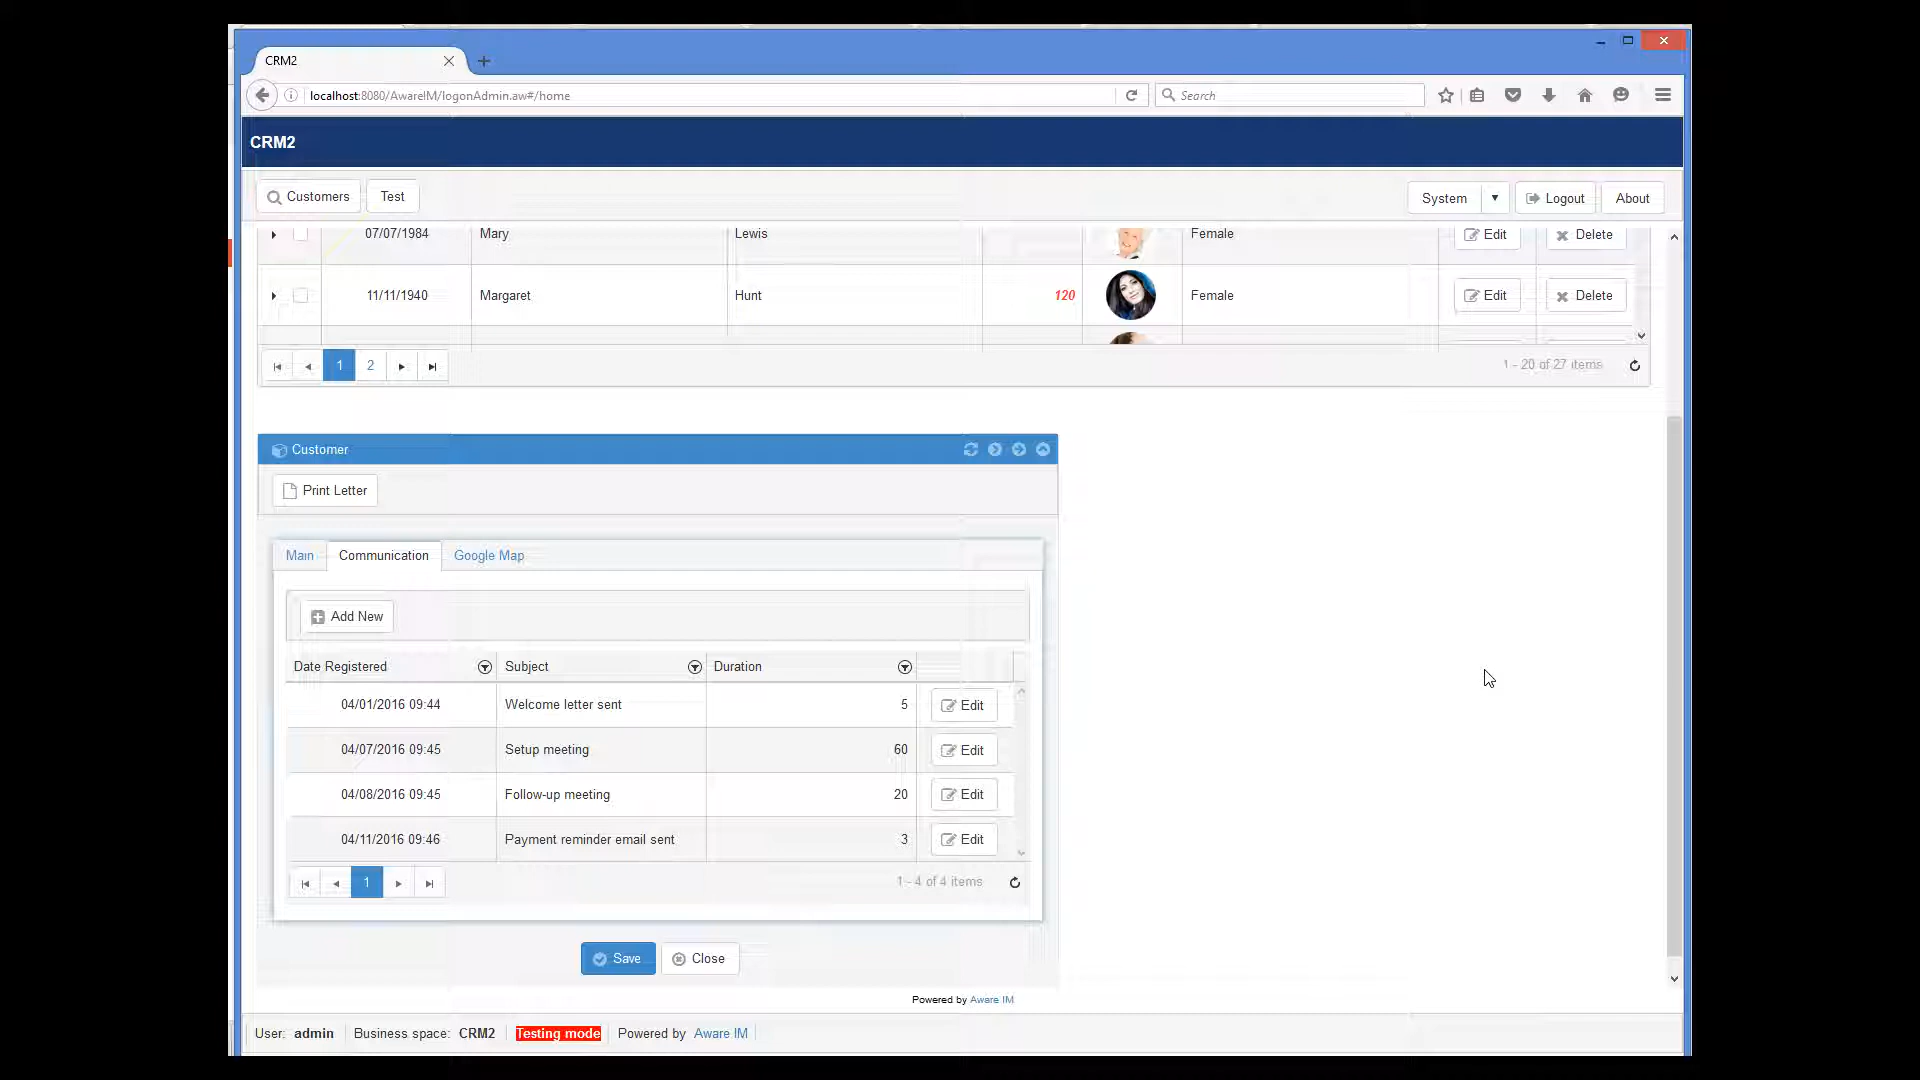 CRM2
localhost:8080/AwareIM/logonAdmin.aw#/home
Search
CRM2
Customers Test System Logout About
07/07/1984 Mary Lewis Female Edit Delete
11/11/1940 Margaret Hunt 120 Female Edit Delete
1 2 1 - 20 of 27 items
Customer
Print Letter
Main Communication Google Map
Add New
Date Registered Subject Duration
04/01/2016 09:44 Welcome letter sent 5 Edit
04/07/2016 09:45 Setup meeting 60 Edit
04/08/2016 09:45 Follow-up meeting 20 Edit
04/11/2016 09:46 Payment reminder email sent 3 Edit
1 1 - 4 of 4 items
Save Close
Powered by Aware IM
User: admin Business space: CRM2 Testing mode Powered by Aware IM